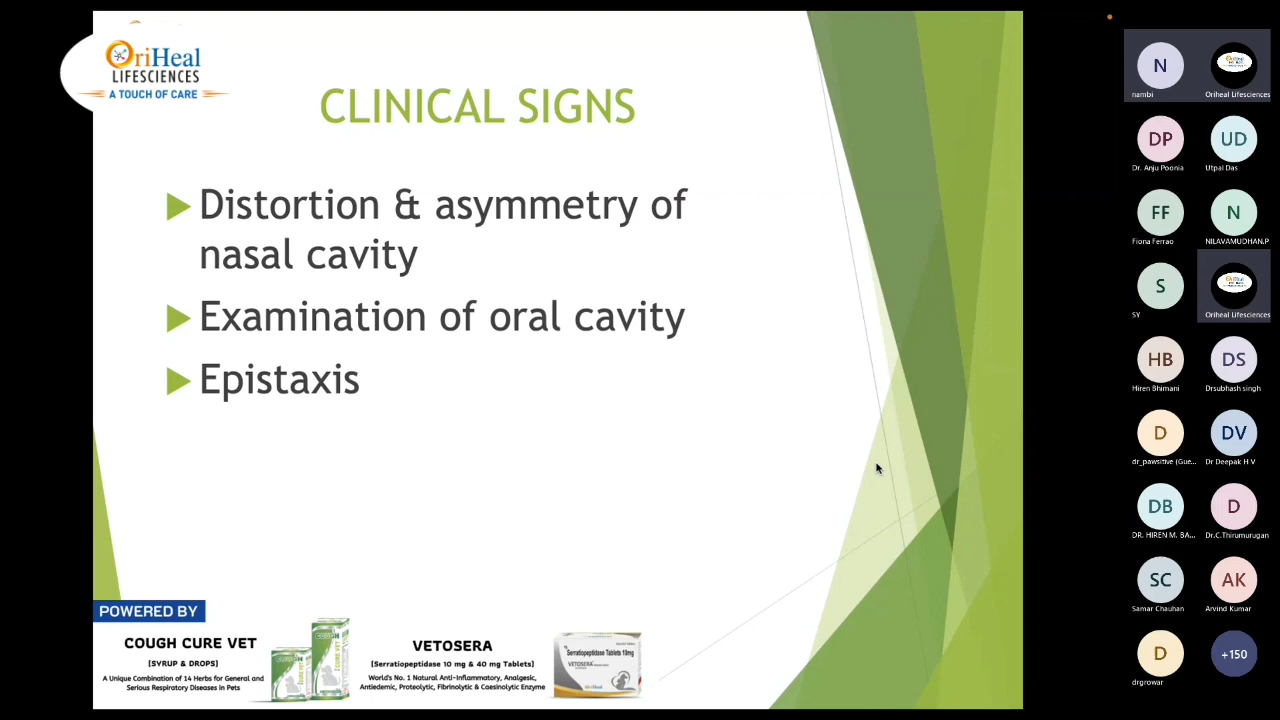 OriHeal
LIFESCIENCES
A TOUCH OF CARE
CLINICAL SIGNS
Distortion & asymmetry of
nasal cavity
Examination of oral cavity
Epistaxis
POWERED BY
COUGH CURE VET
(SYRUP & DROPS)
A Unique Combination of 14 Herbs for General and
Serious Respiratory Diseases in Pets
VETOSERA
(Serratiopeptidase 10 mg & 40 mg Tablets)
World's No. 1 Natural Anti-Inflammatory, Analgesic,
Antiedemic, Proteolytic, Fibrinolytic & Caesinolytic Enzyme
Serratiopeptidase Tablets 10mg
VETOSERA
OriHeal
N
nambi
Oriheal Lifesciences
DP
Dr. Anju Poonia
UD
Utpal Das
FF
Fiona Ferrao
N
NILAVAMUDHAN.P
S
SY
Oriheal Lifesciences
HB
Hiren Bhimani
DS
Drsubhash singh
D
dr_pawsitive (Gue...
DV
Dr Deepak H V
DB
DR. HIREN M. BA...
D
Dr.C.Thirumurugan
SC
Samar Chauhan
AK
Arvind Kumar
D
drgrowar
+150